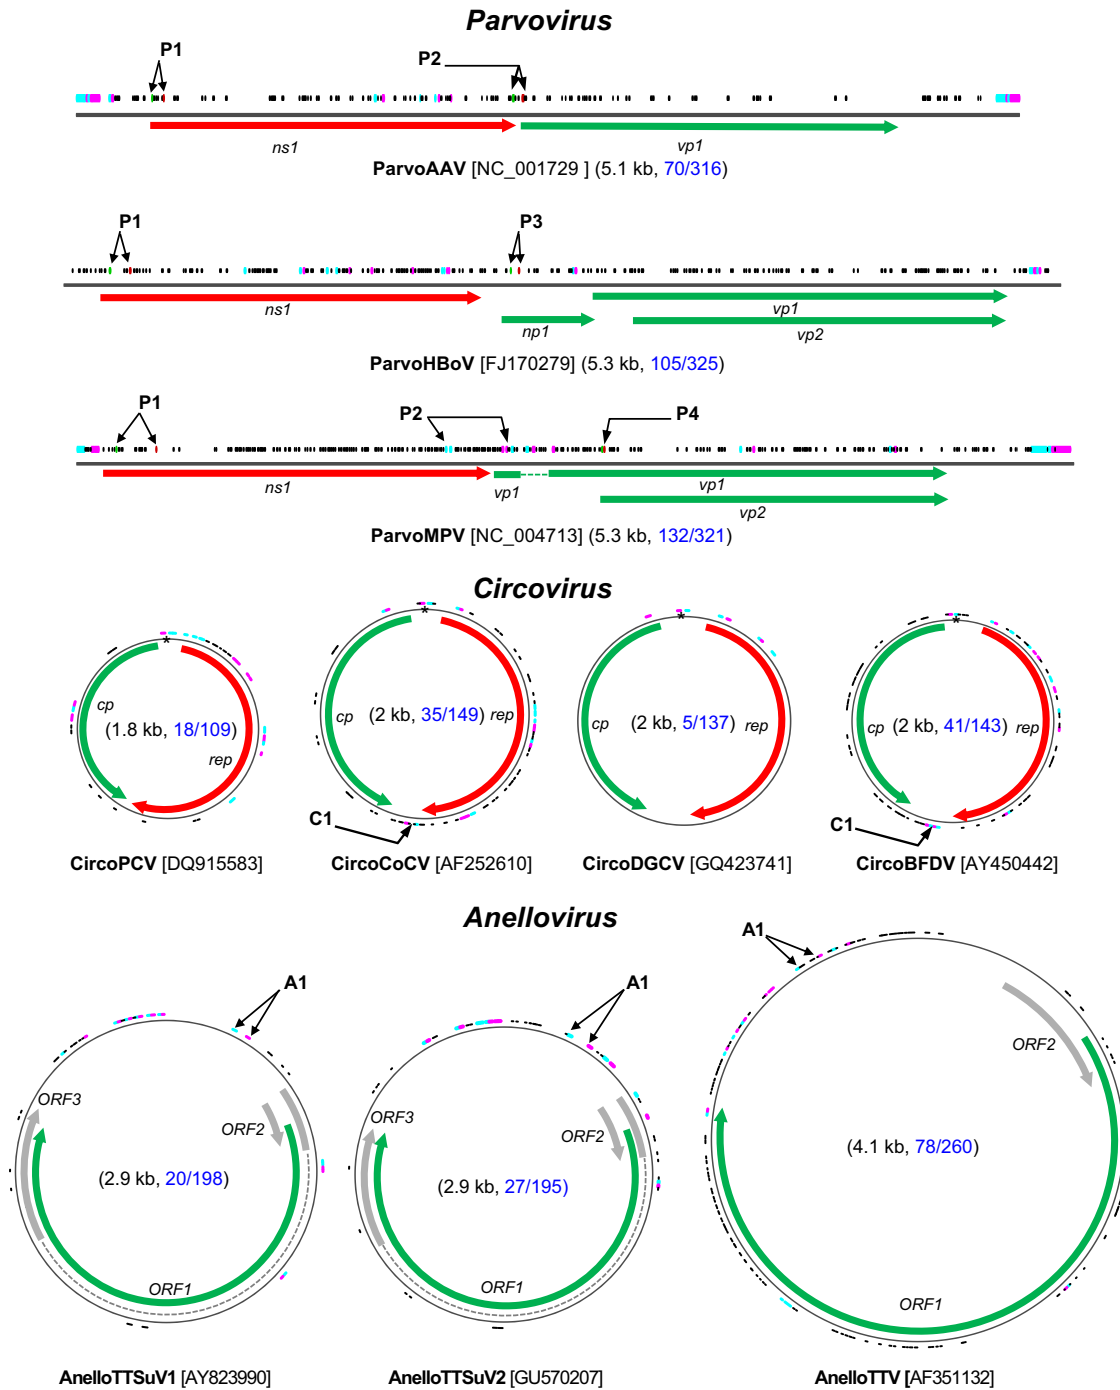 Parvovirus
P1 P2
ns1 vp1
ParvoAAV [NC_001729 ] (5.1 kb, 70/316)
P1 P3
ns1 vp1
np1 vp2
ParvoHBoV [FJ170279] (5.3 kb, 105/325)
P1 P2 P4
ns1 vp1 vp1
vp2
ParvoMPV [NC_004713] (5.3 kb, 132/321)
Circovirus
* * * *
cp (1.8 kb, 18/109) rep
cp (2 kb, 35/149) rep
cp (2 kb, 5/137) rep
cp (2 kb, 41/143) rep
C1 C1
CircoPCV [DQ915583] CircoCoCV [AF252610] CircoDGCV [GQ423741] CircoBFDV [AY450442]
Anellovirus
A1
ORF3 ORF2
(2.9 kb, 20/198)
ORF1
AnelloTTSuV1 [AY823990]
A1
ORF3 ORF2
(2.9 kb, 27/195)
ORF1
AnelloTTSuV2 [GU570207]
A1
ORF2
(4.1 kb, 78/260)
ORF1
AnelloTTV [AF351132]